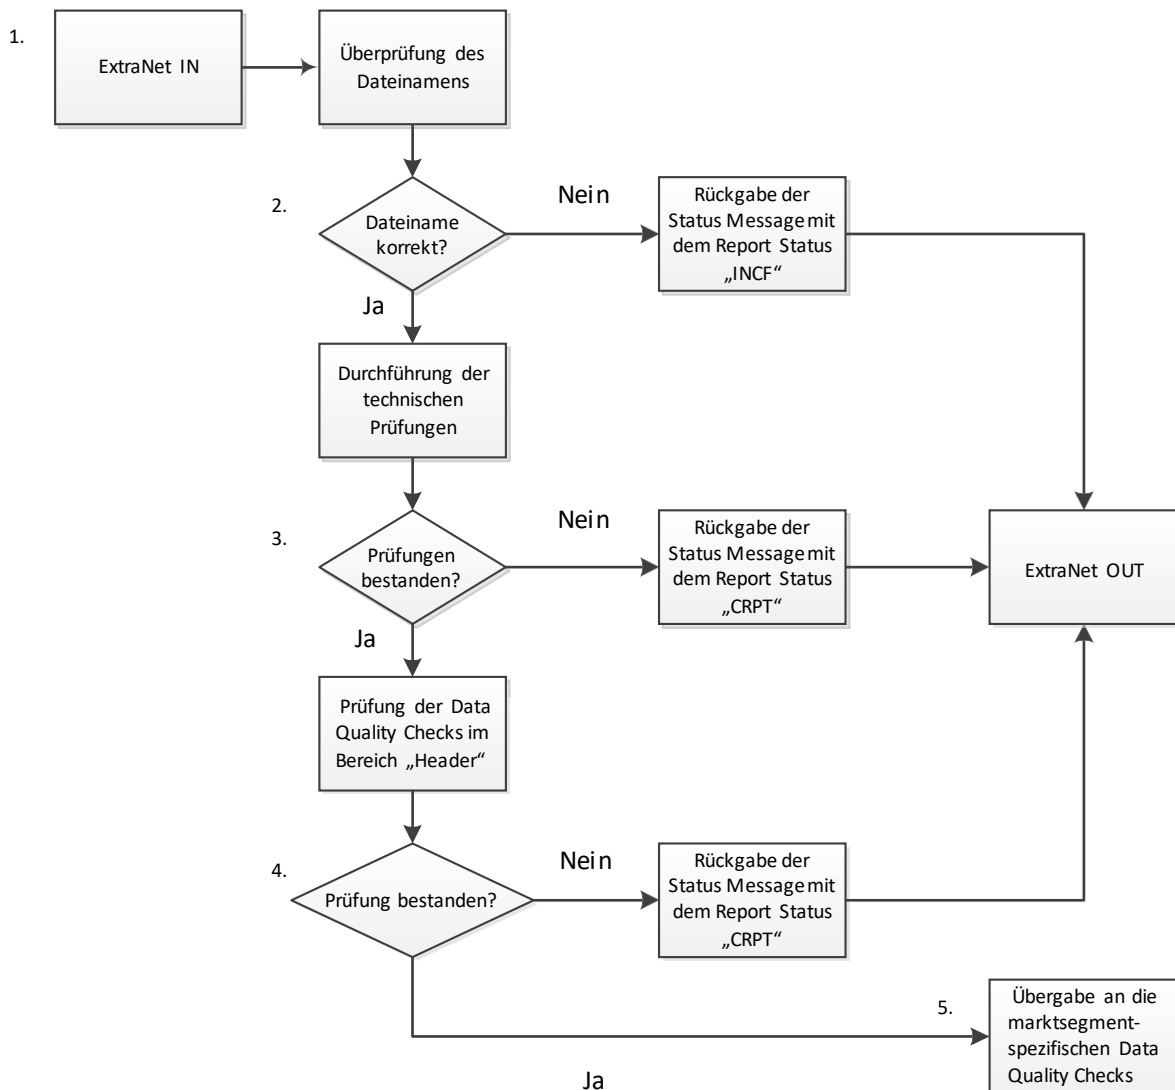 1.
ExtraNet IN
Überprüfung des
Dateinamens
2.
Dateiname
korrekt?
Nein
Rückgabe der
Status Message mit
dem Report Status
„INCF“
Ja
Durchführung der
technischen
Prüfungen
3.
Prüfungen
bestanden?
Nein
Rückgabe der
Status Message mit
dem Report Status
„CRPT“
ExtraNet OUT
Ja
Prüfung der Data
Quality Checks im
Bereich „Header“
4.
Prüfung bestanden?
Nein
Rückgabe der
Status Message mit
dem Report Status
„CRPT“
5.
Übergabe an die
marktsegment-
spezifischen Data
Quality Checks
Ja